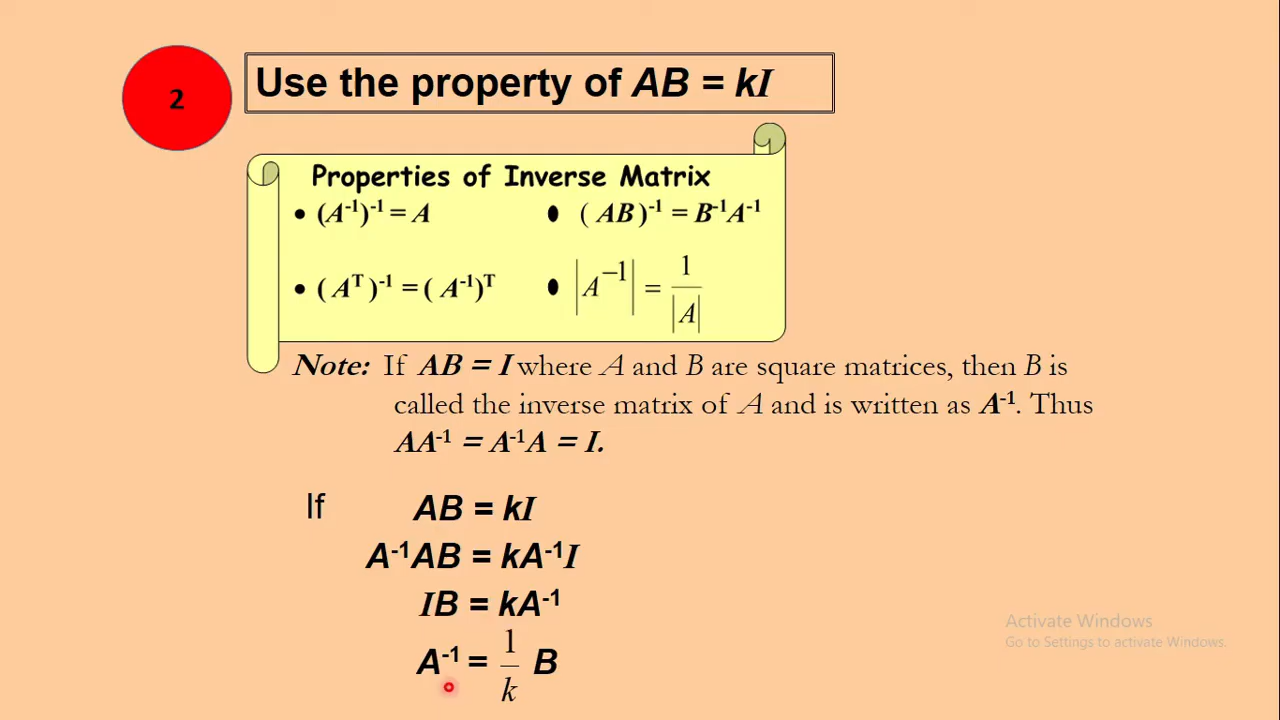 2
Use the property of AB = kI
Properties of Inverse Matrix
• (A⁻¹)⁻¹ = A • ( AB )⁻¹ = B⁻¹A⁻¹
• ( Aᵀ )⁻¹ = ( A⁻¹)ᵀ • |A⁻¹| = 1/|A|
Note: If AB = I where A and B are square matrices, then B is
called the inverse matrix of A and is written as A⁻¹. Thus
AA⁻¹ = A⁻¹A = I.
If AB = kI
A⁻¹AB = kA⁻¹I
IB = kA⁻¹
A⁻¹ = 1/k B
Activate Windows
Go to Settings to activate Windows.